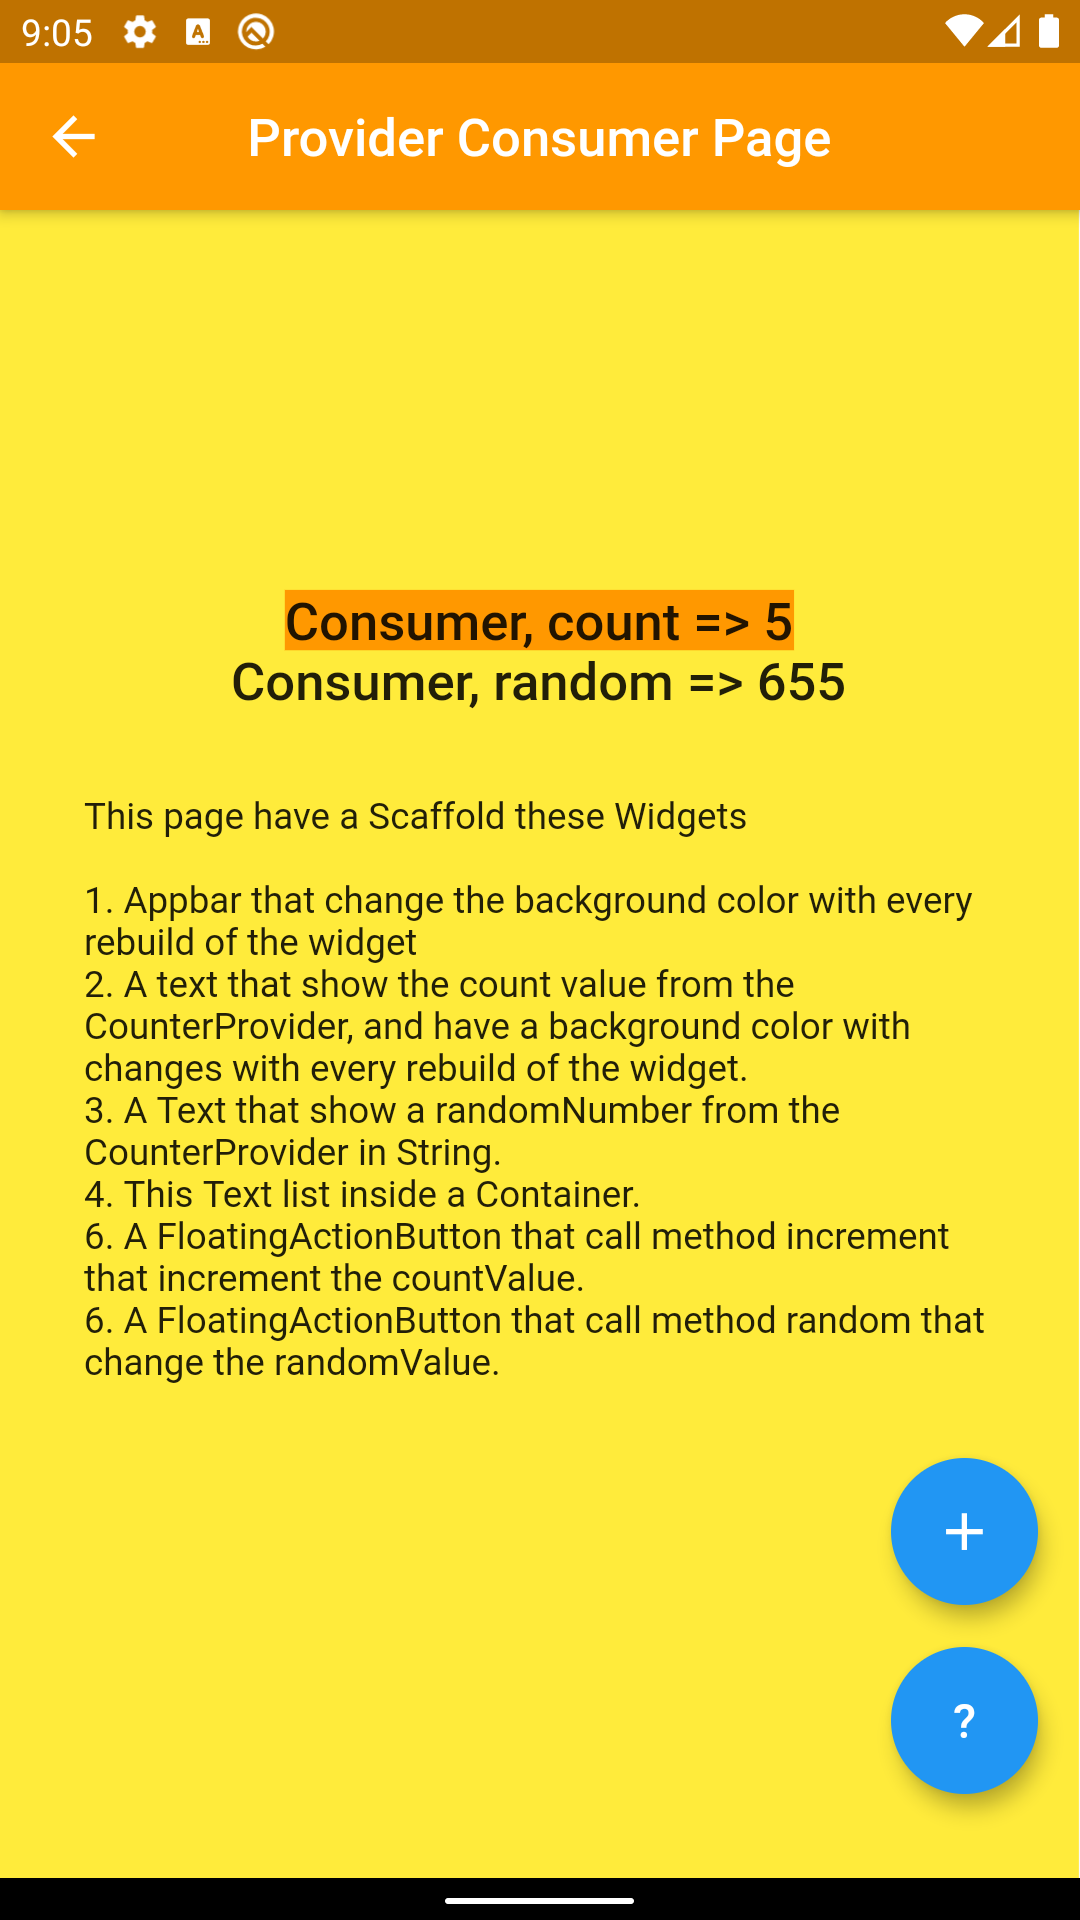 9:05
Provider Consumer Page
Consumer, count => 5
Consumer, random => 655
This page have a Scaffold these Widgets
1. Appbar that change the background color with every
rebuild of the widget
2. A text that show the count value from the
CounterProvider, and have a background color with
changes with every rebuild of the widget.
3. A Text that show a randomNumber from the
CounterProvider in String.
4. This Text list inside a Container.
6. A FloatingActionButton that call method increment
that increment the countValue.
6. A FloatingActionButton that call method random that
change the randomValue.
+
?